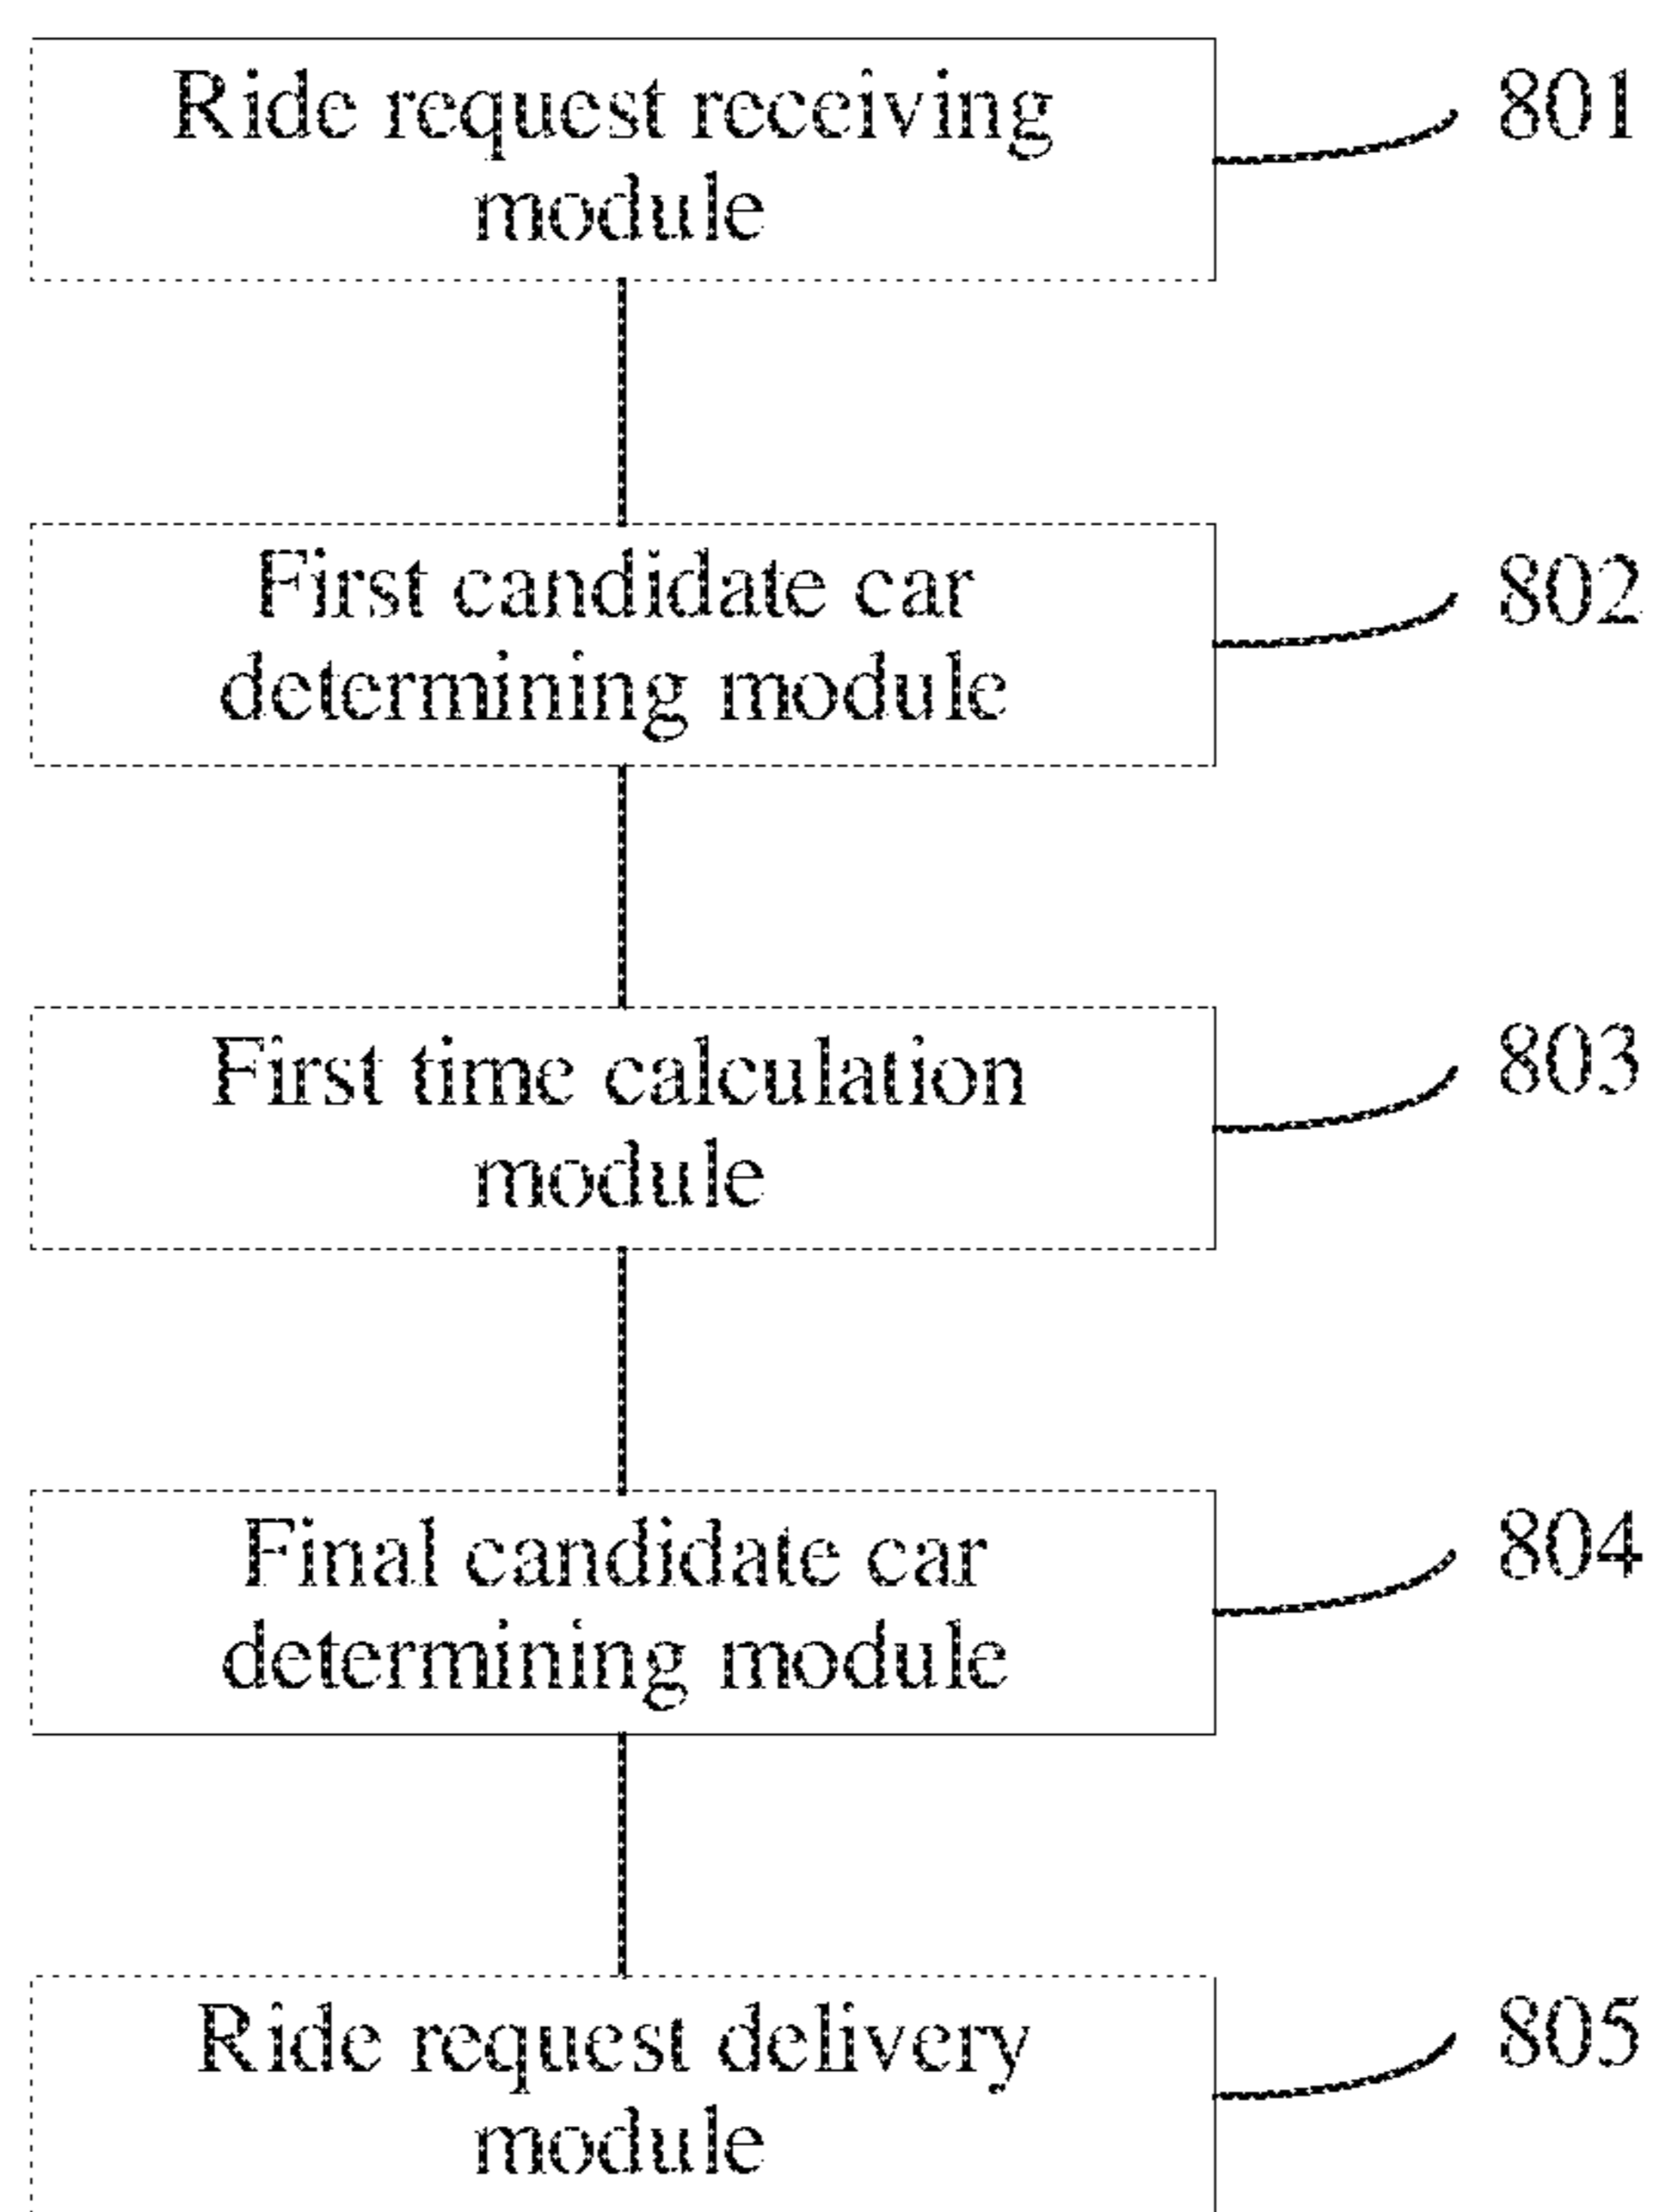 Ride request receiving
module
801
First candidate car
determining module
802
First time calculation
module
803
Final candidate car
determining module
804
Ride request delivery
module
805